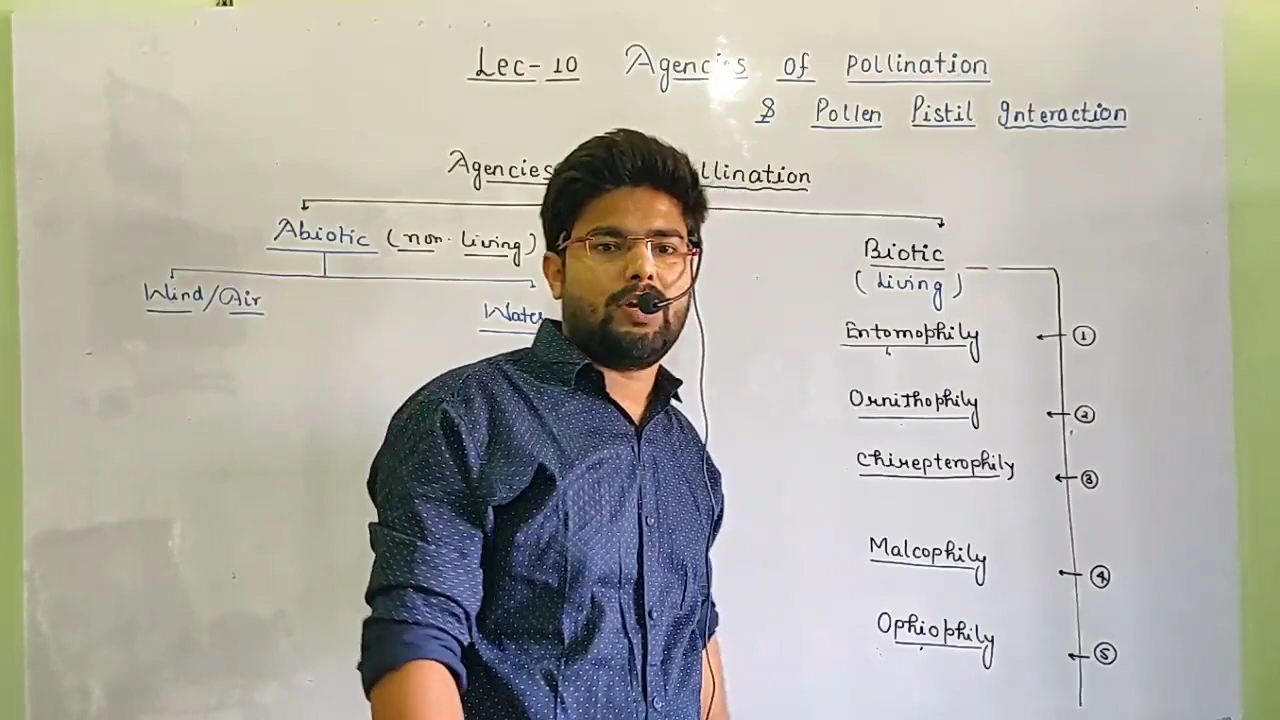 Lec-10 Agencies of Pollination
& Pollen Pistil Interaction
Agencies llination
Abiotic (non-living)
Wind/Air
Water
Biotic
(Living)
Entomophily ①
Ornithophily ②
Chirepterophily ③
Malcophily ④
Ophiophily ⑤